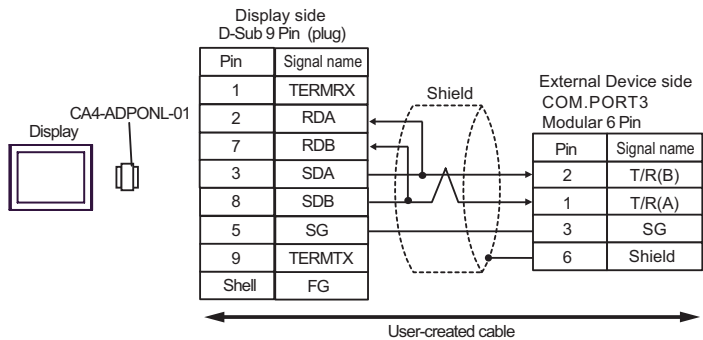 Display side
D-Sub 9 Pin (plug)
Pin Signal name
1 TERMRX
2 RDA
7 RDB
3 SDA
8 SDB
5 SG
9 TERMTX
Shell FG
CA4-ADPONL-01
Display
Shield
External Device side
COM.PORT3
Modular 6 Pin
Pin Signal name
2 T/R(B)
1 T/R(A)
3 SG
6 Shield
User-created cable